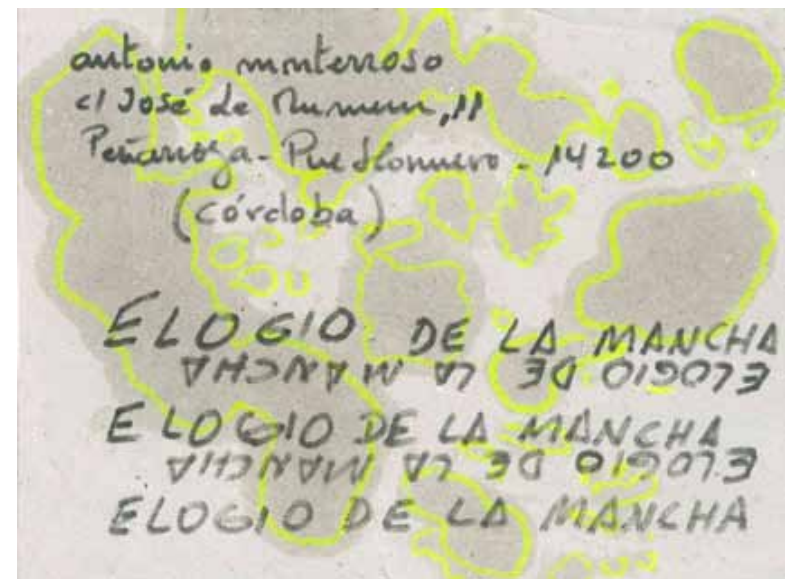 antonio monterroso
c/ José de
Peñarroya - Pueblonuevo - 14200
(córdoba)
ELOGIO DE LA MANCHA
ELOGIO DE LA MANCHA
ELOGIO DE LA MANCHA
ELOGIO DE LA MANCHA
ELOGIO DE LA MANCHA